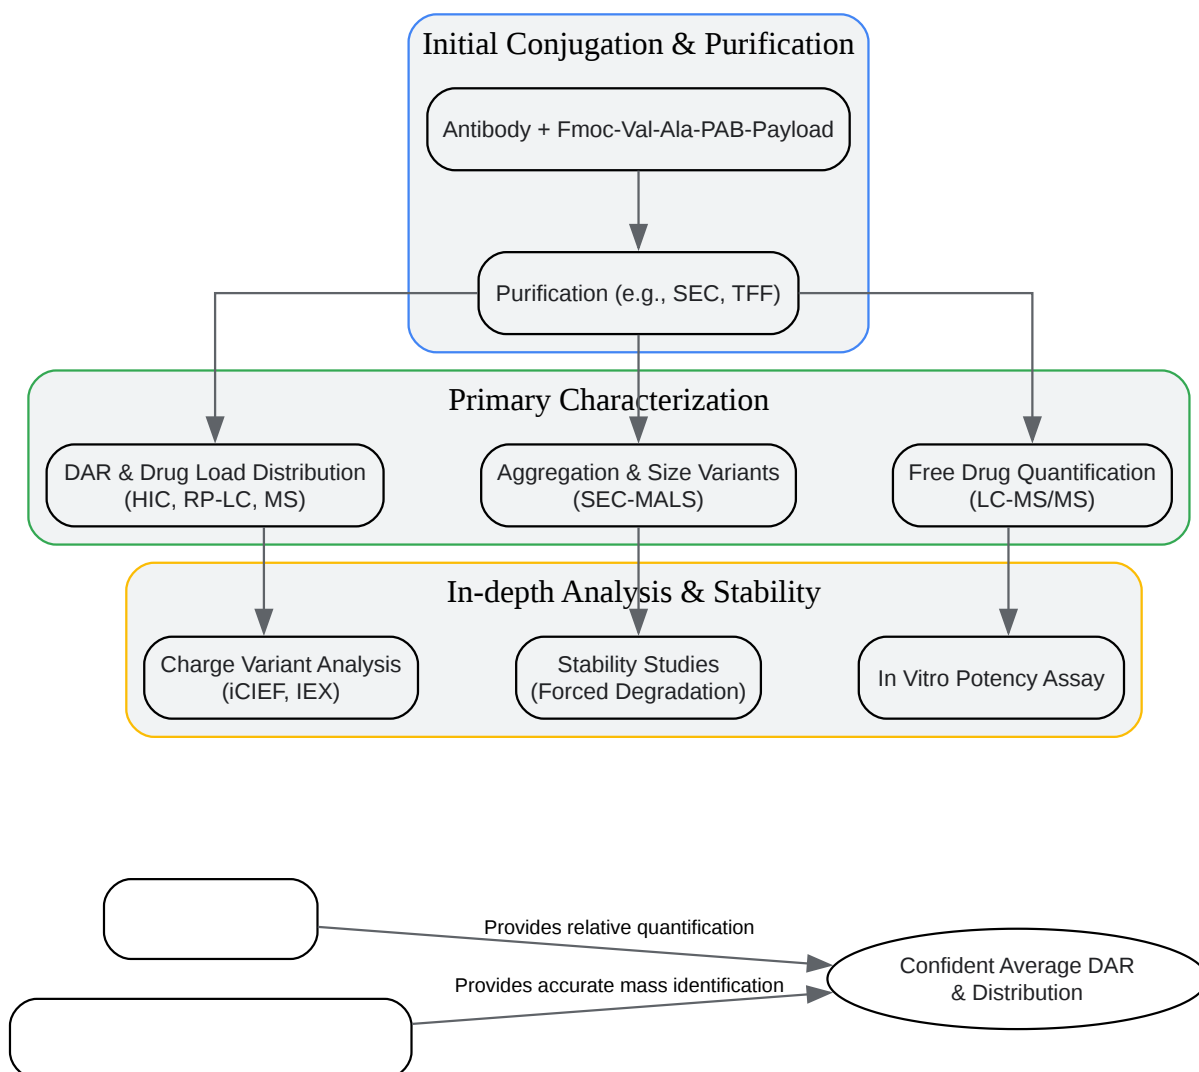 Initial Conjugation & Purification
Antibody + Fmoc-Val-Ala-PAB-Payload
Purification (e.g., SEC, TFF)
Primary Characterization
DAR & Drug Load Distribution
(HIC, RP-LC, MS)
Aggregation & Size Variants
(SEC-MALS)
Free Drug Quantification
(LC-MS/MS)
In-depth Analysis & Stability
Charge Variant Analysis
(iCIEF, IEX)
Stability Studies
(Forced Degradation)
In Vitro Potency Assay
Provides relative quantification
Provides accurate mass identification
Confident Average DAR
& Distribution